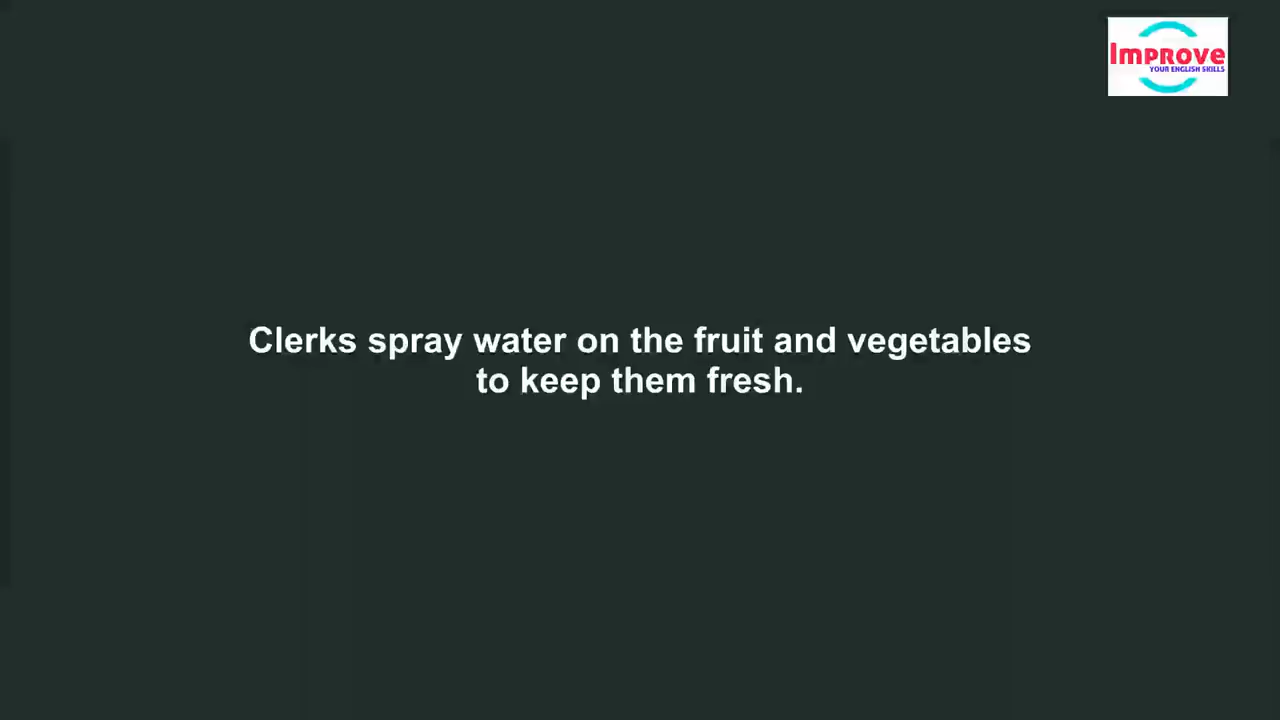 Improve
YOUR ENGLISH SKILLS
Clerks spray water on the fruit and vegetables
to keep them fresh.